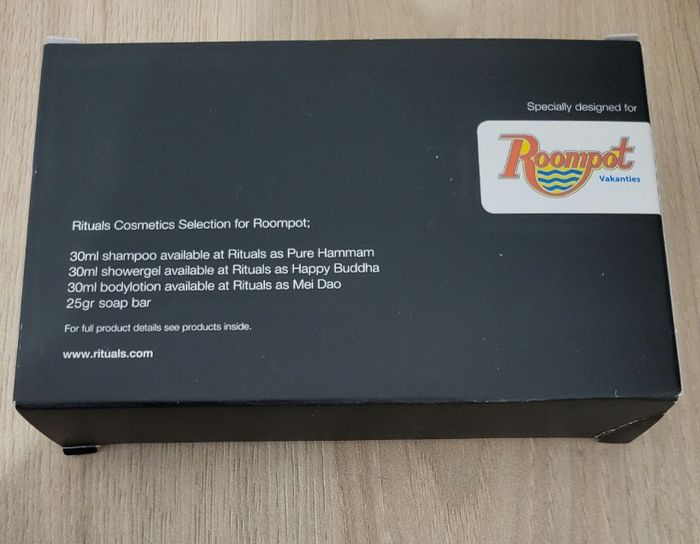 Specially designed for
Roompot
Vakanties
Rituals Cosmetics Selection for Roompot;
30ml shampoo available at Rituals as Pure Hammam
30ml showergel available at Rituals as Happy Buddha
30ml bodylotion available at Rituals as Mei Dao
25gr soap bar
For full product details see products inside.
www.rituals.com